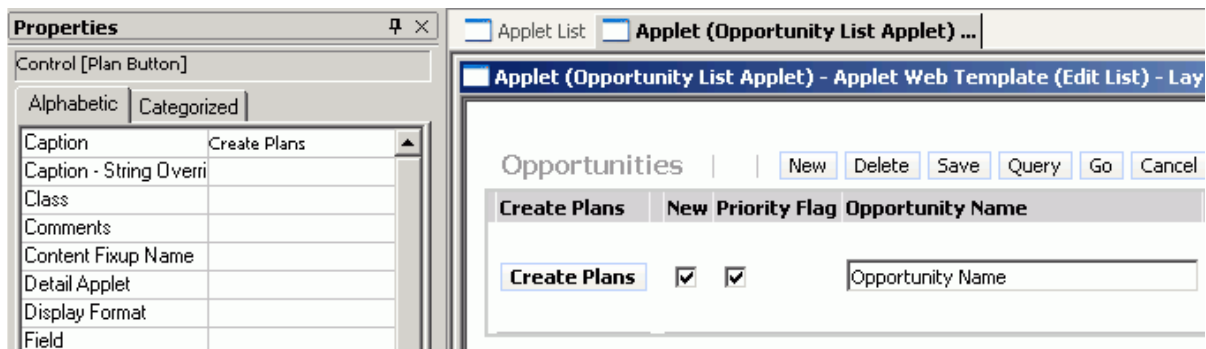 Properties
Control [Plan Button]
Alphabetic Categorized
Caption Create Plans
Caption - String Overri
Class
Comments
Content Fixup Name
Detail Applet
Display Format
Field
Applet List Applet (Opportunity List Applet) ...
Applet (Opportunity List Applet) - Applet Web Template (Edit List) - Lay
Opportunities | | New Delete Save Query Go Cancel
Create Plans New Priority Flag Opportunity Name
Create Plans Opportunity Name